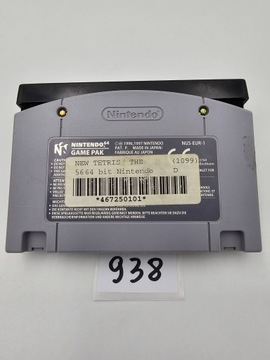 Nintendo
NINTENDO 64
GAME PAK
© 1996, 1997 NINTENDO
PAT. P. MADE IN JAPAN
FABRIQUE AU JAPON
NUS-EUR-1
NEW TETRIS THE (1099)
5664 bit Nintendo D
*467250101*
938